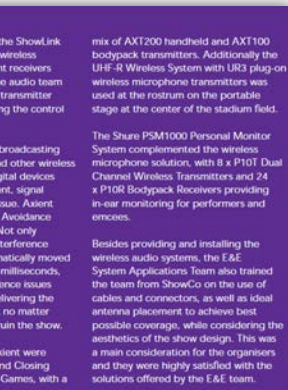 the ShowLink
wireless
nt receivers
e audio team
transmitter
ng the control
broadcasting
nd other wireless
gital devices
ent, signal
sue. Axient
Avoidance
Not only
terference
matically moved
milliseconds,
ence issues
elivering the
no matter
ruin the show.
xient were
nd Closing
Games, with a
mix of AXT200 handheld and AXT100
bodypack transmitters. Additionally the
UHF-R Wireless System with UR3 plug-on
wireless microphone transmitters was
used at the rostrum on the portable
stage at the center of the stadium field.
The Shure PSM1000 Personal Monitor
System complemented the wireless
microphone solution, with 8 x P10T Dual
Channel Wireless Transmitters and 24
x P10R Bodypack Receivers providing
in-ear monitoring for performers and
emcees.
Besides providing and installing the
wireless audio systems, the E&E
System Applications Team also trained
the team from ShowCo on the use of
cables and connectors, as well as ideal
antenna placement to achieve best
possible coverage, while considering the
aesthetics of the show design. This was
a main consideration for the organisers
and they were highly satisfied with the
solutions offered by the E&E team.